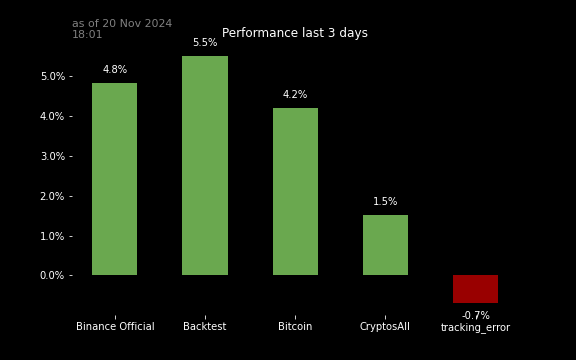 as of 20 Nov 2024
18:01
Performance last 3 days
5.5%
4.8%
4.2%
1.5%
-0.7%
5.0%
4.0%
3.0%
2.0%
1.0%
0.0%
Binance Official
Backtest
Bitcoin
CryptosAll
tracking_error